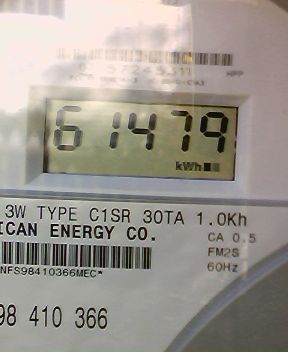 61479
kWh
3W TYPE C1SR 30TA 1.0Kh
ICAN ENERGY CO.
CA 0.5
FM2S
NFS98410366MEC*
60Hz
98 410 366